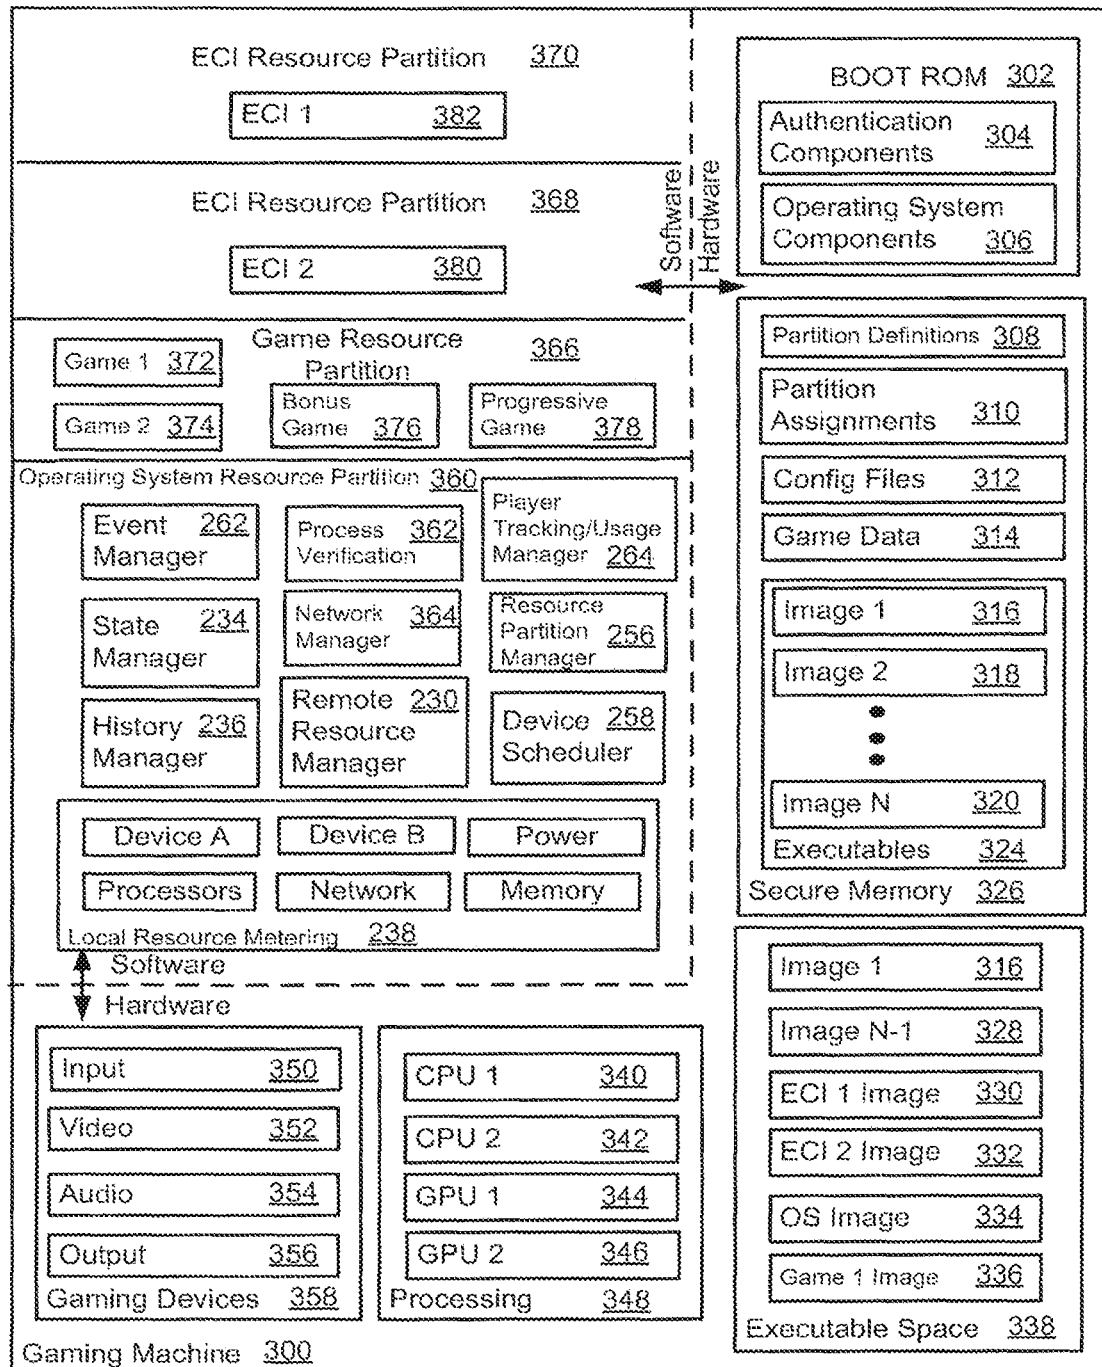 ECI Resource Partition 370
ECI 1 382
ECI Resource Partition 368
ECI 2 380
Software
Hardware
Game Resource 366
Partition
Game 1 372
Game 2 374
Bonus
Game 376
Progressive
Game 378
Operating System Resource Partition 360
Event 262
Manager
Process 362
Verification
Player
Tracking/Usage
Manager 264
State 234
Manager
Network 364
Manager
Resource
Partition 256
Manager
History 236
Manager
Remote 230
Resource
Manager
Device 258
Scheduler
Device A
Device B
Power
Processors
Network
Memory
Local Resource Metering 238
Software
Hardware
Input 350
Video 352
Audio 354
Output 356
Gaming Devices 358
CPU 1 340
CPU 2 342
GPU 1 344
GPU 2 346
Processing 348
Gaming Machine 300
BOOT ROM 302
Authentication
Components 304
Operating System
Components 306
Partition Definitions 308
Partition
Assignments 310
Config Files 312
Game Data 314
Image 1 316
Image 2 318
Image N 320
Executables 324
Secure Memory 326
Image 1 316
Image N-1 328
ECI 1 Image 330
ECI 2 Image 332
OS Image 334
Game 1 Image 336
Executable Space 338